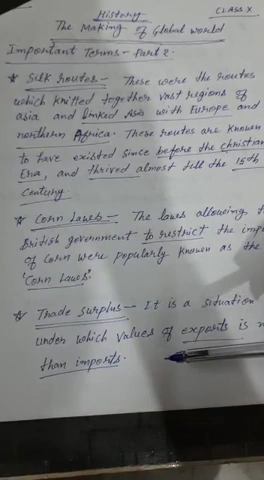 History
CLASS X
The Making of Global world
Important Terms - Part 2.
* Silk routes - These were the routes
which knitted together vast regions of
asia and linked Asia with Europe and
northern Africa. These routes are known
to have existed since before the christian
Era, and thrived almost till the 15th
century.
* Corn Laws - The laws allowing
British government to restrict the
of Corn were popularly known as the
'Corn Laws'
* Trade surplus - It is a situation
under which values of exports is
than imports.